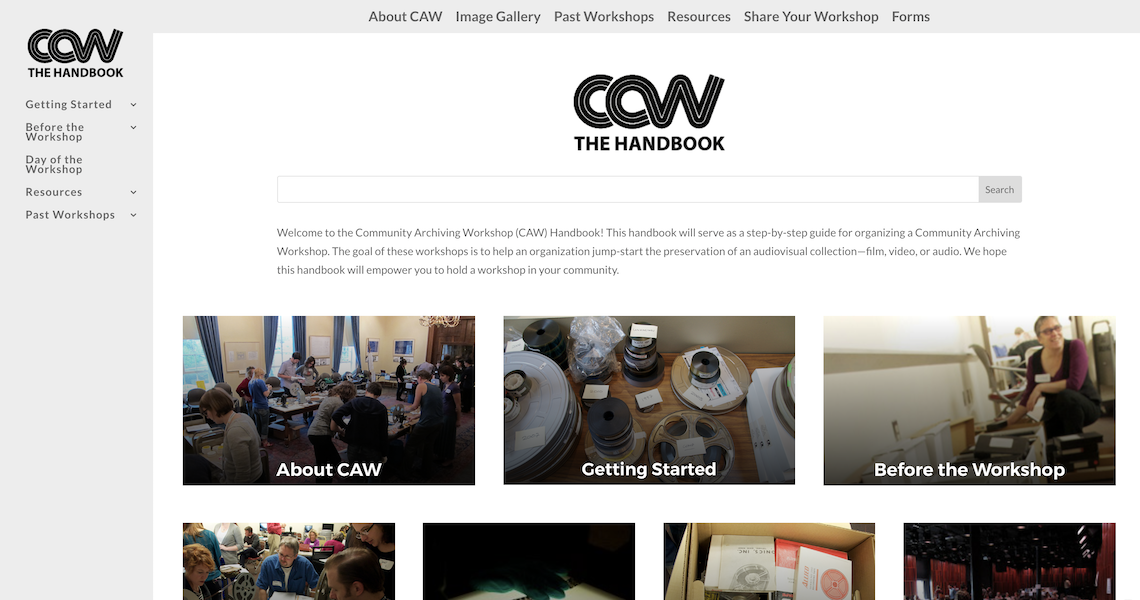 About CAW Image Gallery Past Workshops Resources Share Your Workshop Forms
CAW
THE HANDBOOK
Getting Started
Before the
Workshop
Day of the
Workshop
Resources
Past Workshops
CAW
THE HANDBOOK
Search
Welcome to the Community Archiving Workshop (CAW) Handbook! This handbook will serve as a step-by-step guide for organizing a Community Archiving
Workshop. The goal of these workshops is to help an organization jump-start the preservation of an audiovisual collection—film, video, or audio. We hope
this handbook will empower you to hold a workshop in your community.
About CAW
Getting Started
Before the Workshop